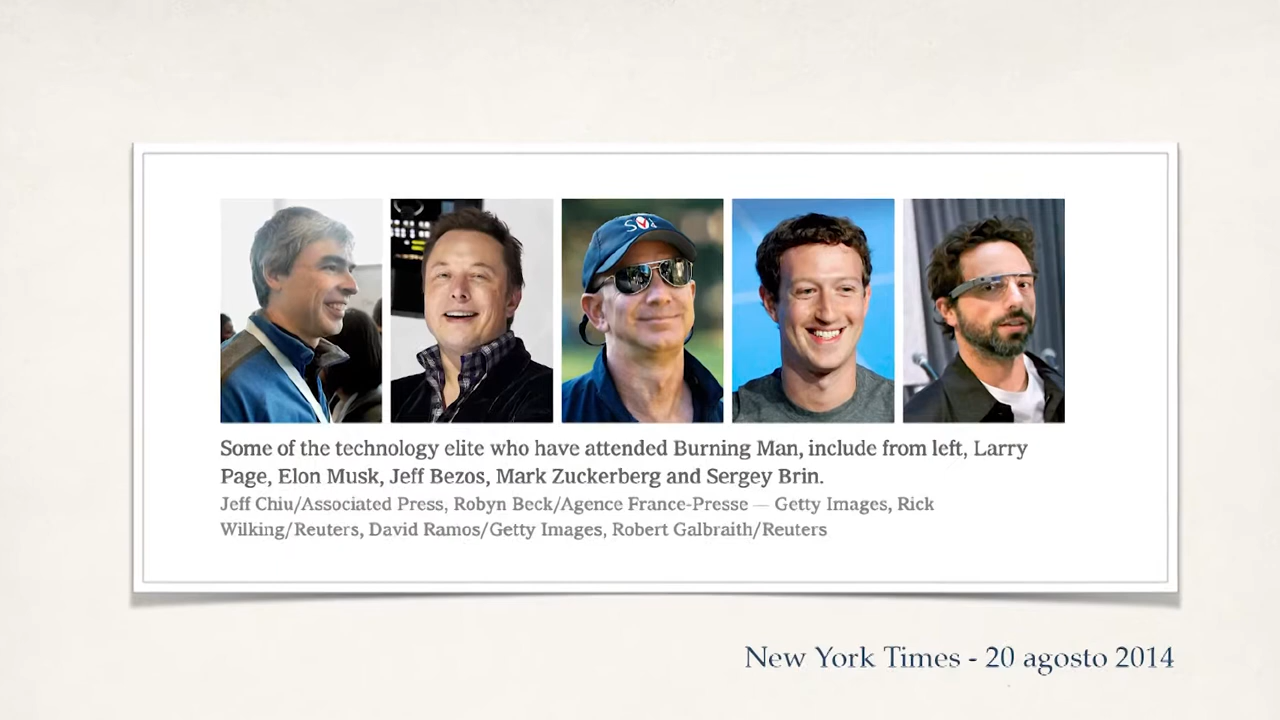 Some of the technology elite who have attended Burning Man, include from left, Larry
Page, Elon Musk, Jeff Bezos, Mark Zuckerberg and Sergey Brin.
Jeff Chiu/Associated Press, Robyn Beck/Agence France-Presse — Getty Images, Rick
Wilking/Reuters, David Ramos/Getty Images, Robert Galbraith/Reuters
New York Times - 20 agosto 2014